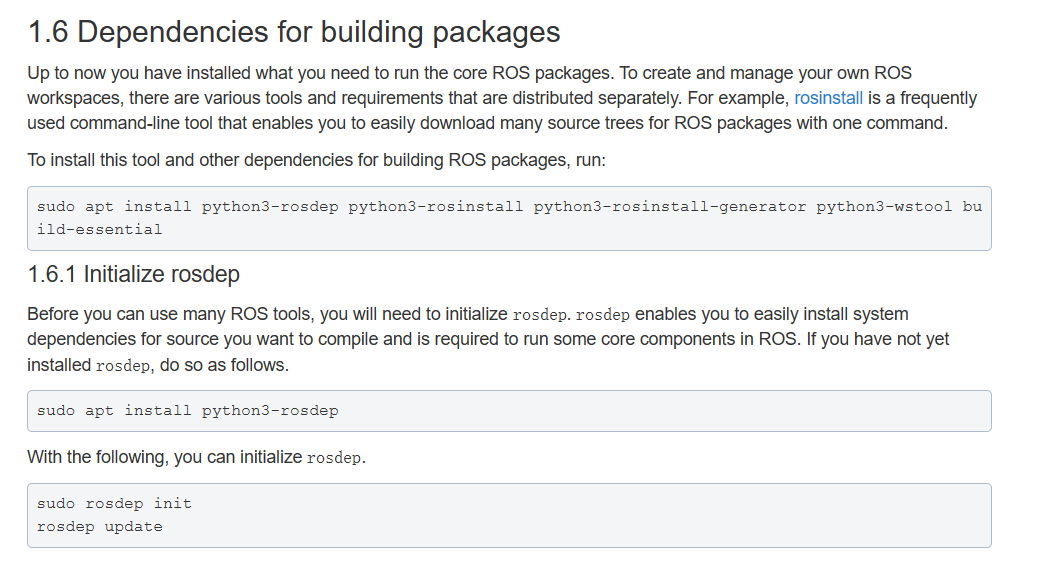 1.6 Dependencies for building packages
Up to now you have installed what you need to run the core ROS packages. To create and manage your own ROS
workspaces, there are various tools and requirements that are distributed separately. For example, rosinstall is a frequently
used command-line tool that enables you to easily download many source trees for ROS packages with one command.
To install this tool and other dependencies for building ROS packages, run:
sudo apt install python3-rosdep python3-rosinstall python3-rosinstall-generator python3-wstool bu
ild-essential
1.6.1 Initialize rosdep
Before you can use many ROS tools, you will need to initialize rosdep. rosdep enables you to easily install system
dependencies for source you want to compile and is required to run some core components in ROS. If you have not yet
installed rosdep, do so as follows.
sudo apt install python3-rosdep
With the following, you can initialize rosdep.
sudo rosdep init
rosdep update